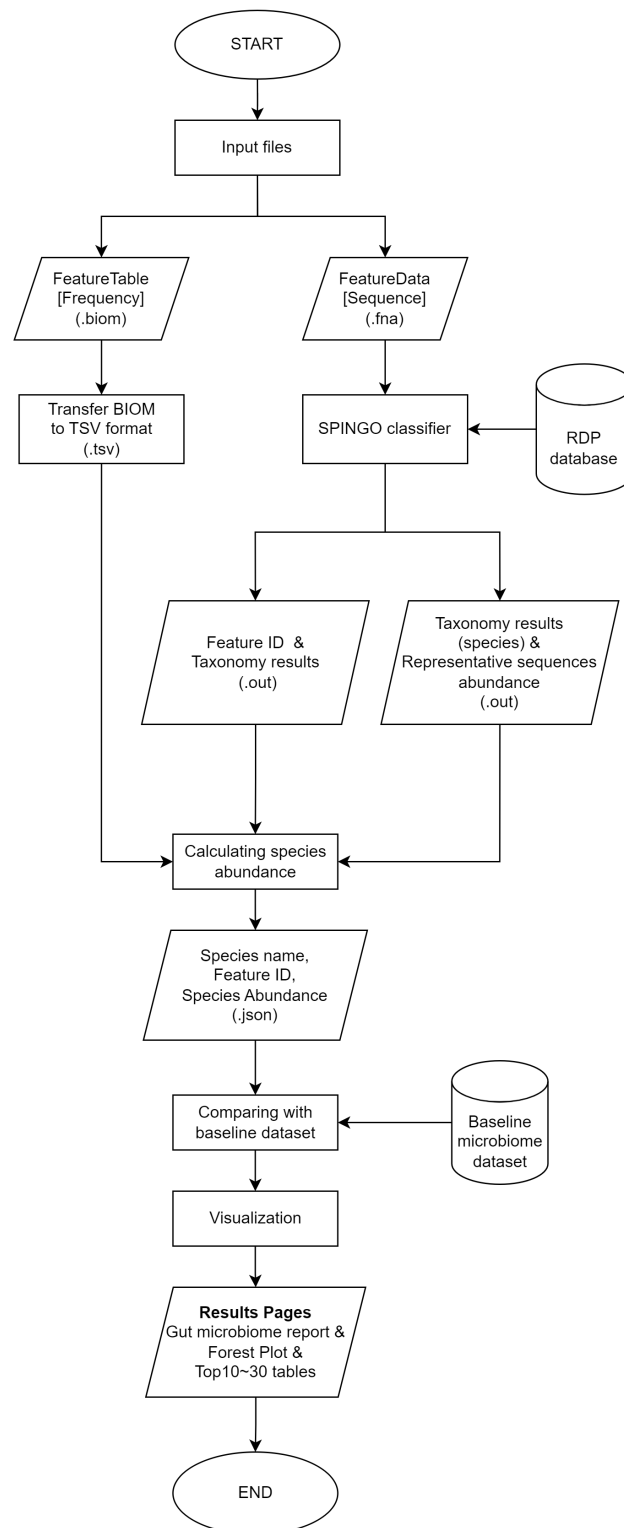 START
Input files
FeatureTable
[Frequency]
(.biom)
FeatureData
[Sequence]
(.fna)
Transfer BIOM
to TSV format
(.tsv)
SPINGO classifier
RDP
database
Feature ID & 
Taxonomy results
(.out)
Taxonomy results
(species) &
Representative sequences
abundance
(.out)
Calculating species
abundance
Species name,
Feature ID,
Species Abundance
(.json)
Comparing with
baseline dataset
Baseline
microbiome
dataset
Visualization
Results Pages
Gut microbiome report &
Forest Plot &
Top10~30 tables
END